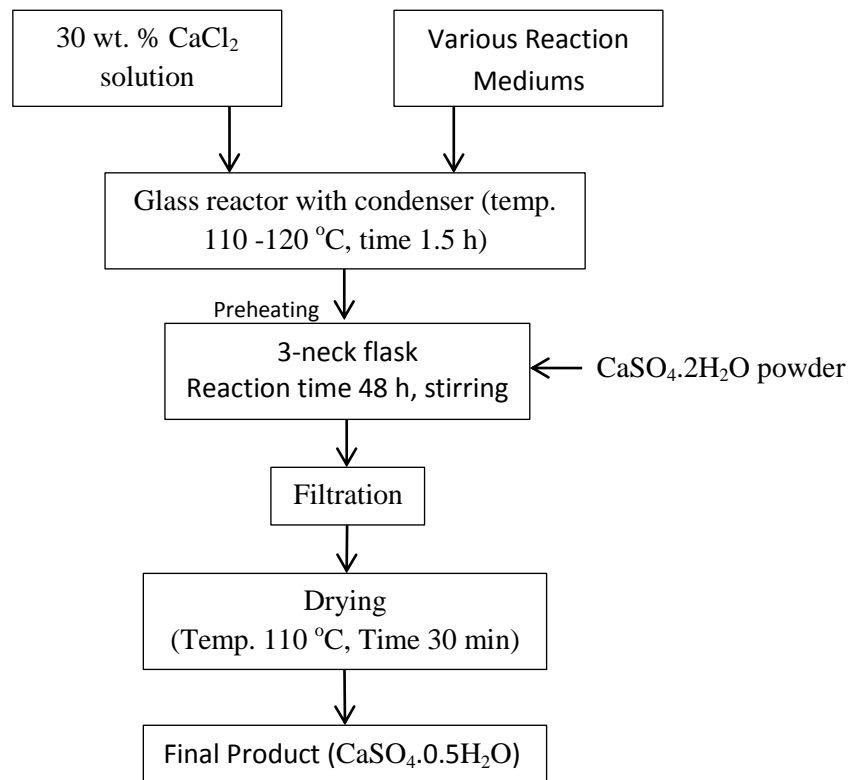 30 wt. % CaCl₂
solution
Various Reaction
Mediums
Glass reactor with condenser (temp.
110 -120 °C, time 1.5 h)
Preheating
3-neck flask
Reaction time 48 h, stirring
CaSO₄.2H₂O powder
Filtration
Drying
(Temp. 110 °C, Time 30 min)
Final Product (CaSO₄.0.5H₂O)